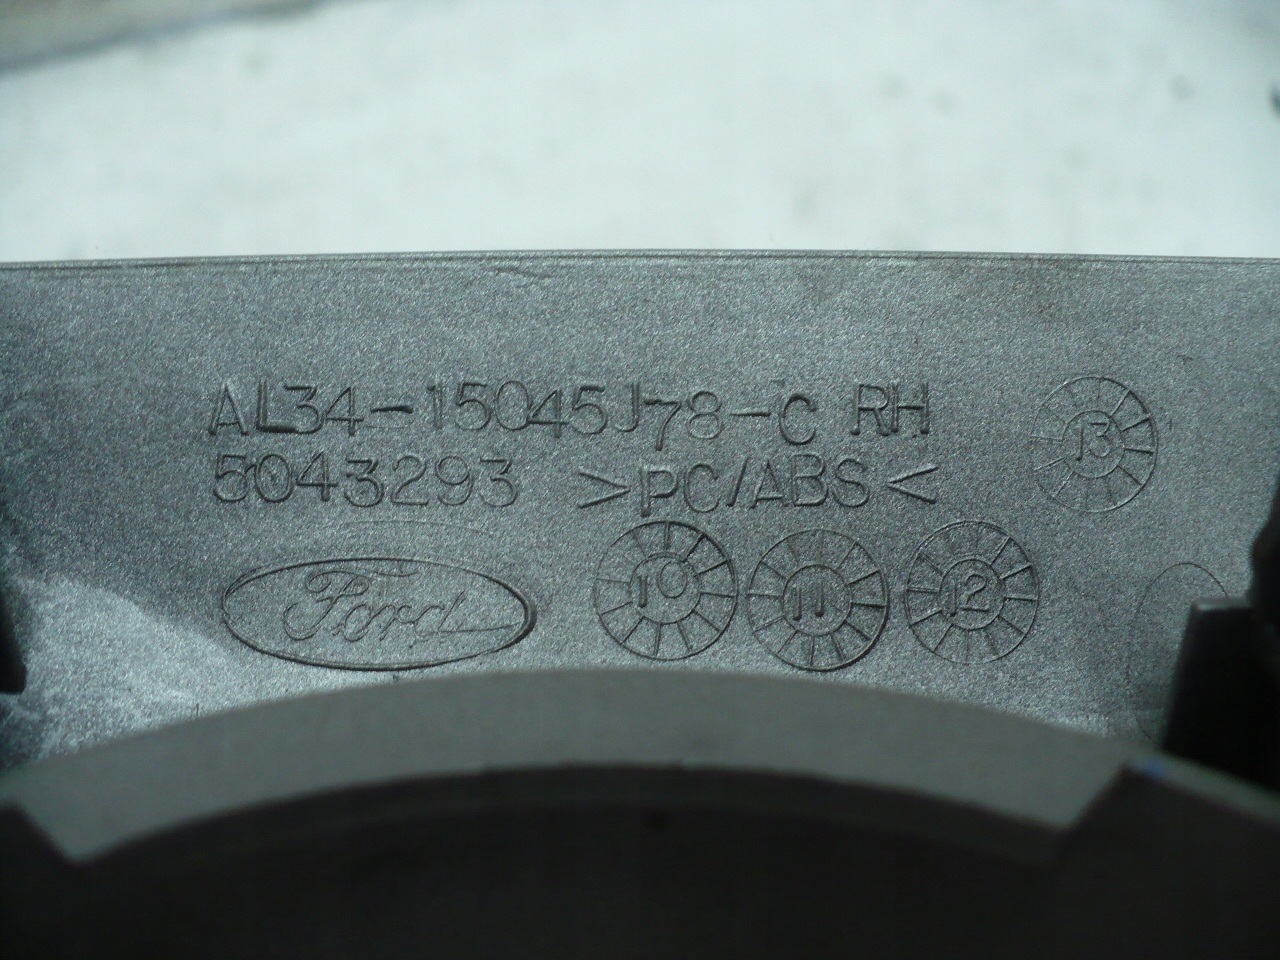 AL34-15045J78-C RH
13
5043293 >PC/ABS<
Ford
10
11
12